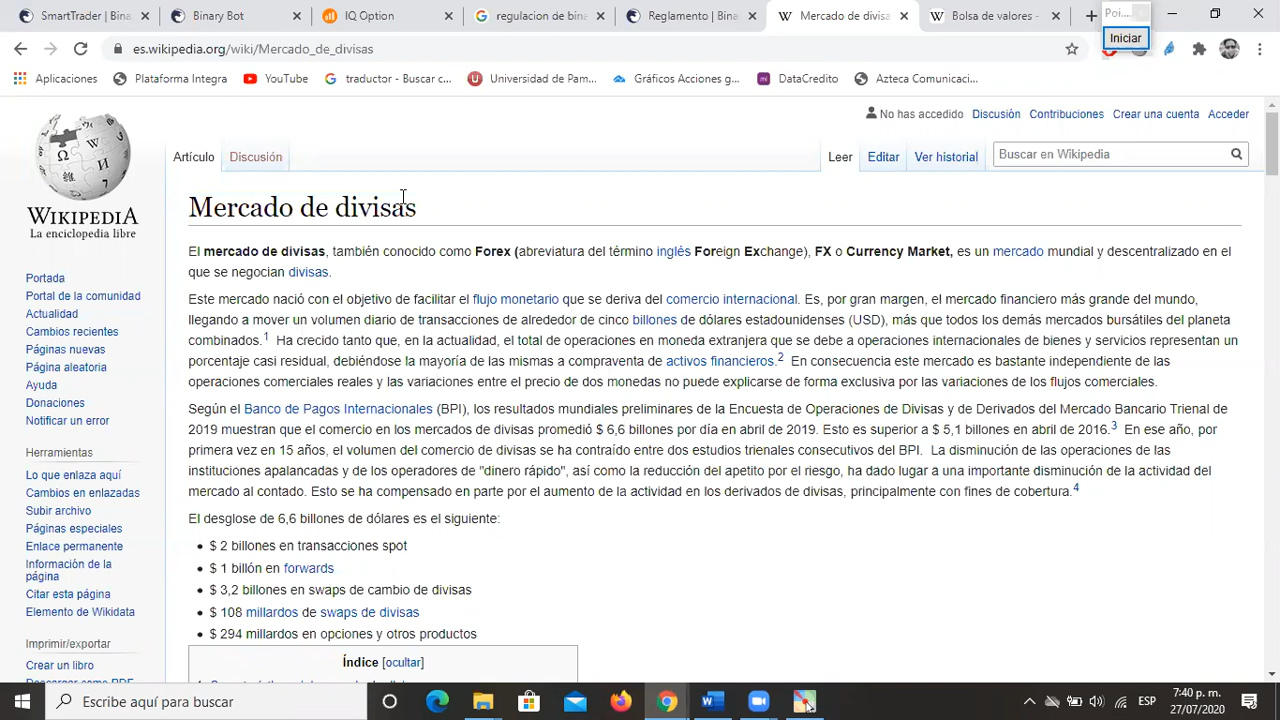 SmartTrader | Bina
Binary Bot
IQ Option
regulacion de bina
Reglamento | Bina
Mercado de divisa
Bolsa de valores -
Poi...
Iniciar
es.wikipedia.org/wiki/Mercado_de_divisas
Aplicaciones
Plataforma Integra
YouTube
traductor - Buscar c...
Universidad de Pam...
Gráficos Acciones g...
DataCredito
Azteca Comunicaci...
No has accedido Discusión Contribuciones Crear una cuenta Acceder
Artículo Discusión Leer Editar Ver historial Buscar en Wikipedia
WIKIPEDIA
La enciclopedia libre
Portada
Portal de la comunidad
Actualidad
Cambios recientes
Páginas nuevas
Página aleatoria
Ayuda
Donaciones
Notificar un error
Herramientas
Lo que enlaza aquí
Cambios en enlazadas
Subir archivo
Páginas especiales
Enlace permanente
Información de la
página
Citar esta página
Elemento de Wikidata
Imprimir/exportar
Crear un libro
Descargar como PDF
Mercado de divisas
El mercado de divisas, también conocido como Forex (abreviatura del término inglés Foreign Exchange), FX o Currency Market, es un mercado mundial y descentralizado en el
que se negocian divisas.
Este mercado nació con el objetivo de facilitar el flujo monetario que se deriva del comercio internacional. Es, por gran margen, el mercado financiero más grande del mundo,
llegando a mover un volumen diario de transacciones de alrededor de cinco billones de dólares estadounidenses (USD), más que todos los demás mercados bursátiles del planeta
combinados.1 Ha crecido tanto que, en la actualidad, el total de operaciones en moneda extranjera que se debe a operaciones internacionales de bienes y servicios representan un
porcentaje casi residual, debiéndose la mayoría de las mismas a compraventa de activos financieros.2 En consecuencia este mercado es bastante independiente de las
operaciones comerciales reales y las variaciones entre el precio de dos monedas no puede explicarse de forma exclusiva por las variaciones de los flujos comerciales.
Según el Banco de Pagos Internacionales (BPI), los resultados mundiales preliminares de la Encuesta de Operaciones de Divisas y de Derivados del Mercado Bancario Trienal de
2019 muestran que el comercio en los mercados de divisas promedió $ 6,6 billones por día en abril de 2019. Esto es superior a $ 5,1 billones en abril de 2016.3 En ese año, por
primera vez en 15 años, el volumen del comercio de divisas se ha contraído entre dos estudios trienales consecutivos del BPI. La disminución de las operaciones de las
instituciones apalancadas y de los operadores de "dinero rápido", así como la reducción del apetito por el riesgo, ha dado lugar a una importante disminución de la actividad del
mercado al contado. Esto se ha compensado en parte por el aumento de la actividad en los derivados de divisas, principalmente con fines de cobertura.4
El desglose de 6,6 billones de dólares es el siguiente:
• $ 2 billones en transacciones spot
• $ 1 billón en forwards
• $ 3,2 billones en swaps de cambio de divisas
• $ 108 millardos de swaps de divisas
• $ 294 millardos en opciones y otros productos
Índice [ocultar]
Escribe aquí para buscar
ESP
7:40 p. m.
27/07/2020